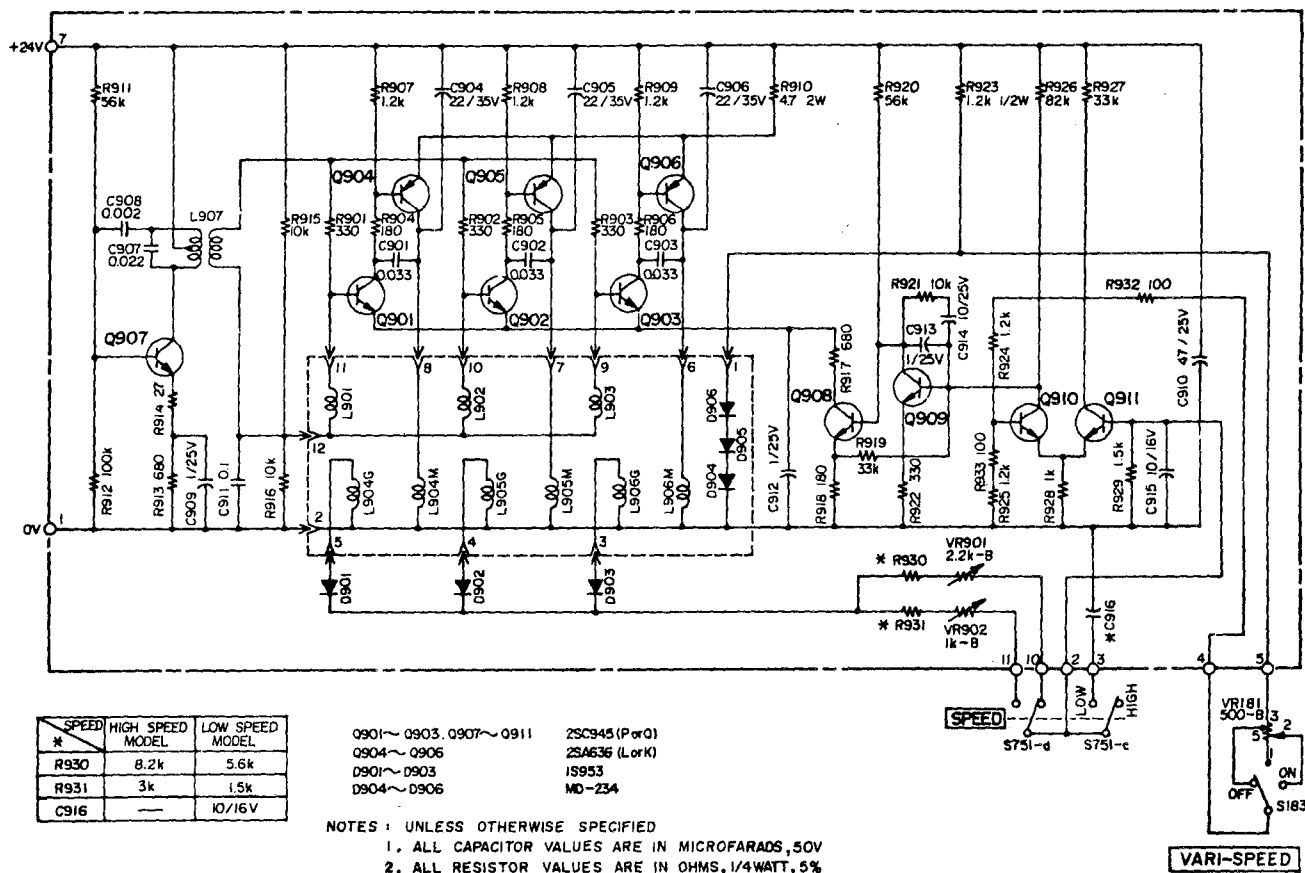 7
+24V
R911
56k
R907
1.2k
C904
22/35V
R908
1.2k
C905
22/35V
R909
1.2k
C906
22/35V
R910
4.7 2W
R920
56k
R923
1.2k 1/2W
R926
82k
R927
33k
Q904
Q905
Q906
C908
0.002
L907
C907
0.022
R915
10k
R901
330
R904
180
C901
0.033
R902
330
R905
180
C902
0.033
R903
330
R906
180
C903
0.033
R921 10k
C914 10/25V
C913
1/25V
R932 100
R924 1.2k
C910 47/25V
Q907
Q901
Q902
Q903
R917 680
Q908
Q909
Q910
Q911
11
8
10
7
9
6
1
L901
L902
L903
D906
D905
D904
R914 27
R912 100k
R913 680
C909 1/25V
C911 0.1
R916 10k
12
L904G
L904M
L905G
L905M
L906G
L906M
C912 1/25V
R919
33k
R918 180
R922 330
R933 100
R925 1.2k
R928 1k
R929 1.5k
C915 10/16V
1
0V
2
5
4
3
D901
D902
D903
* R930
VR901
2.2k-B
* R931
VR902
1k-B
* C916
11
10
2
3
4
5
SPEED
LOW
HIGH
S751-d
S751-c
VR181
500-B
3
2
1
5
ON
OFF
S183
VARI-SPEED
SPEED
*
HIGH SPEED MODEL
LOW SPEED MODEL
R930 8.2k 5.6k
R931 3k 1.5k
C916 — 10/16V
Q901~Q903, Q907~Q911 2SC945 (PorQ)
Q904~Q906 2SA636 (LorK)
D901~D903 1S953
D904~D906 MD-234
NOTES : UNLESS OTHERWISE SPECIFIED
1. ALL CAPACITOR VALUES ARE IN MICROFARADS, 50V
2. ALL RESISTOR VALUES ARE IN OHMS, 1/4WATT, 5%